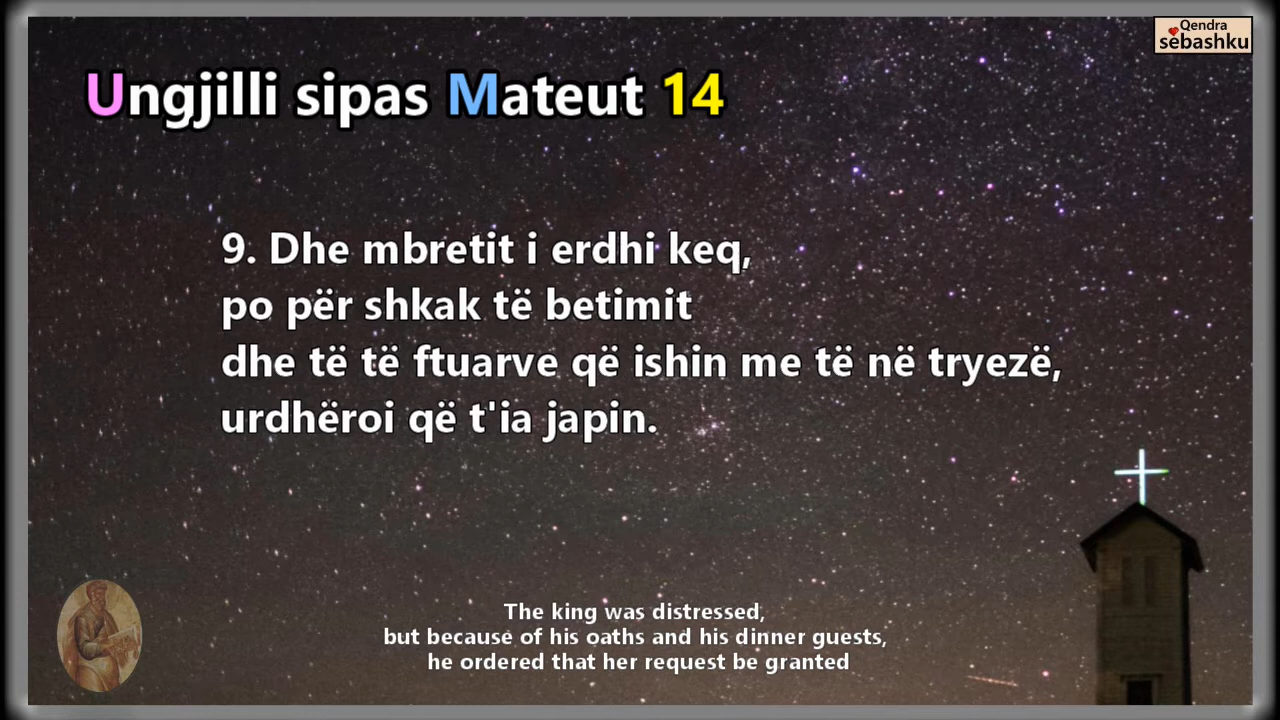 Qendra
sebashku
Ungjilli sipas Mateut 14
9. Dhe mbretit i erdhi keq,
po për shkak të betimit
dhe të të ftuarve që ishin me të në tryezë,
urdhëroi që t'ia japin.
The king was distressed,
but because of his oaths and his dinner guests,
he ordered that her request be granted